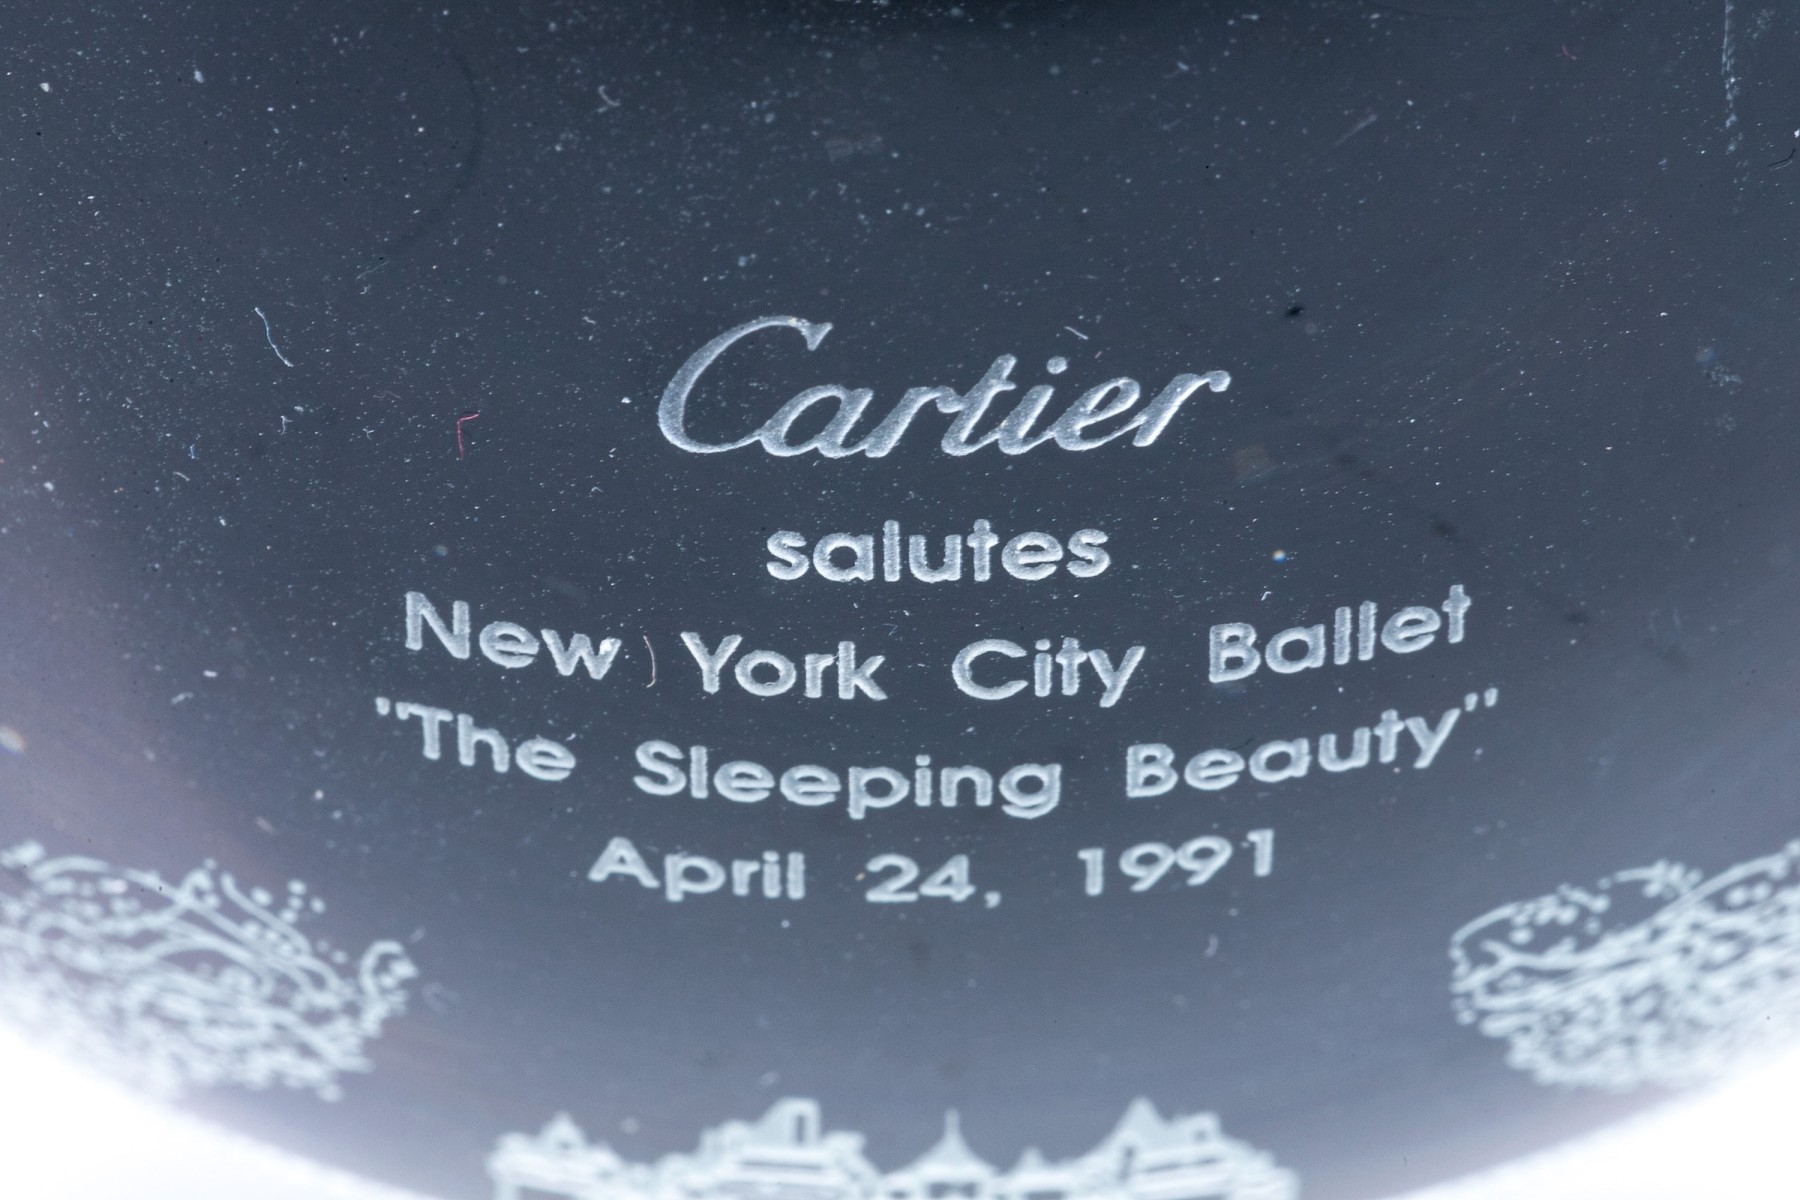 Cartier
salutes
New York City Ballet
"The Sleeping Beauty"
April 24, 1991